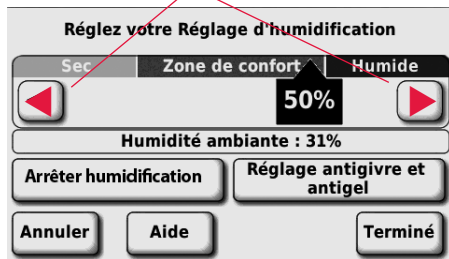 Réglez votre Réglage d'humidification
Sec Zone de confort Humide
50%
Humidité ambiante : 31%
Arrêter humidification Réglage antigivre et
antigel
Annuler Aide Terminé